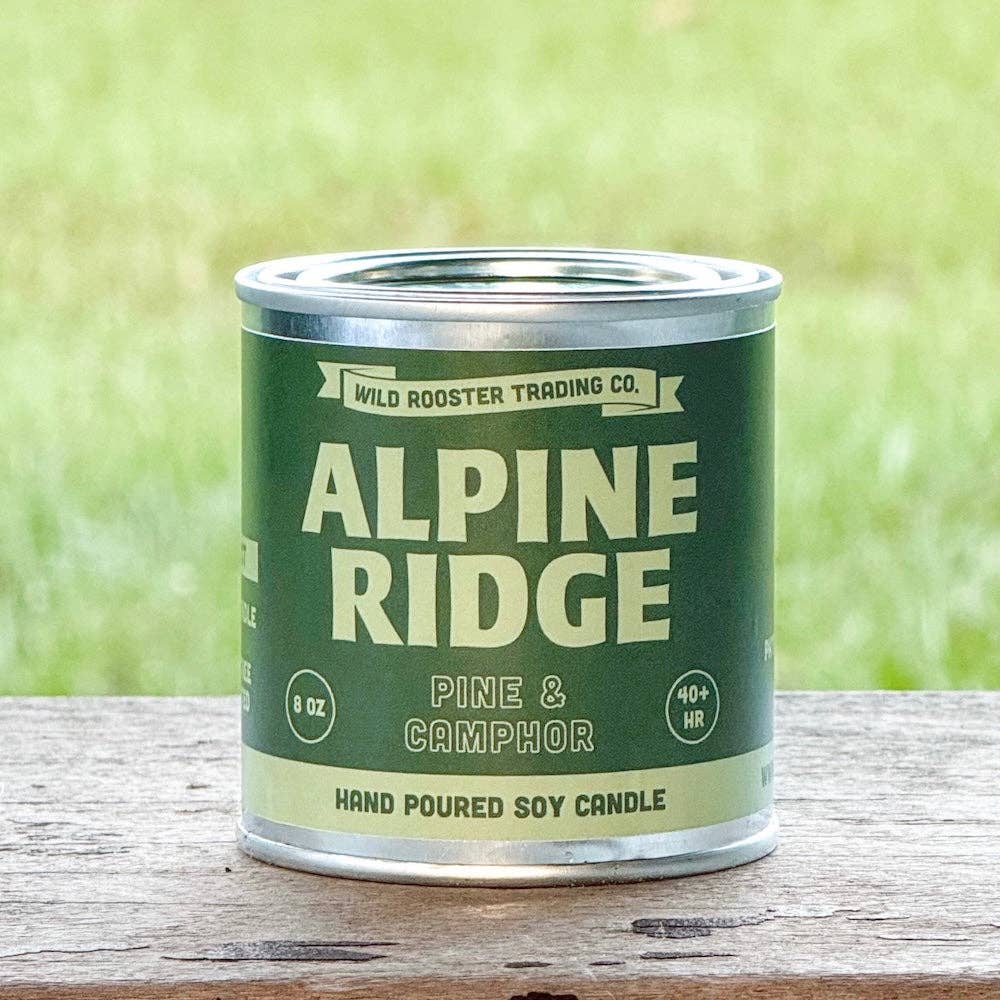 WILD ROOSTER TRADING CO.
ALPINE
RIDGE
PINE &
CAMPHOR
8 OZ
40+
HR
HAND POURED SOY CANDLE